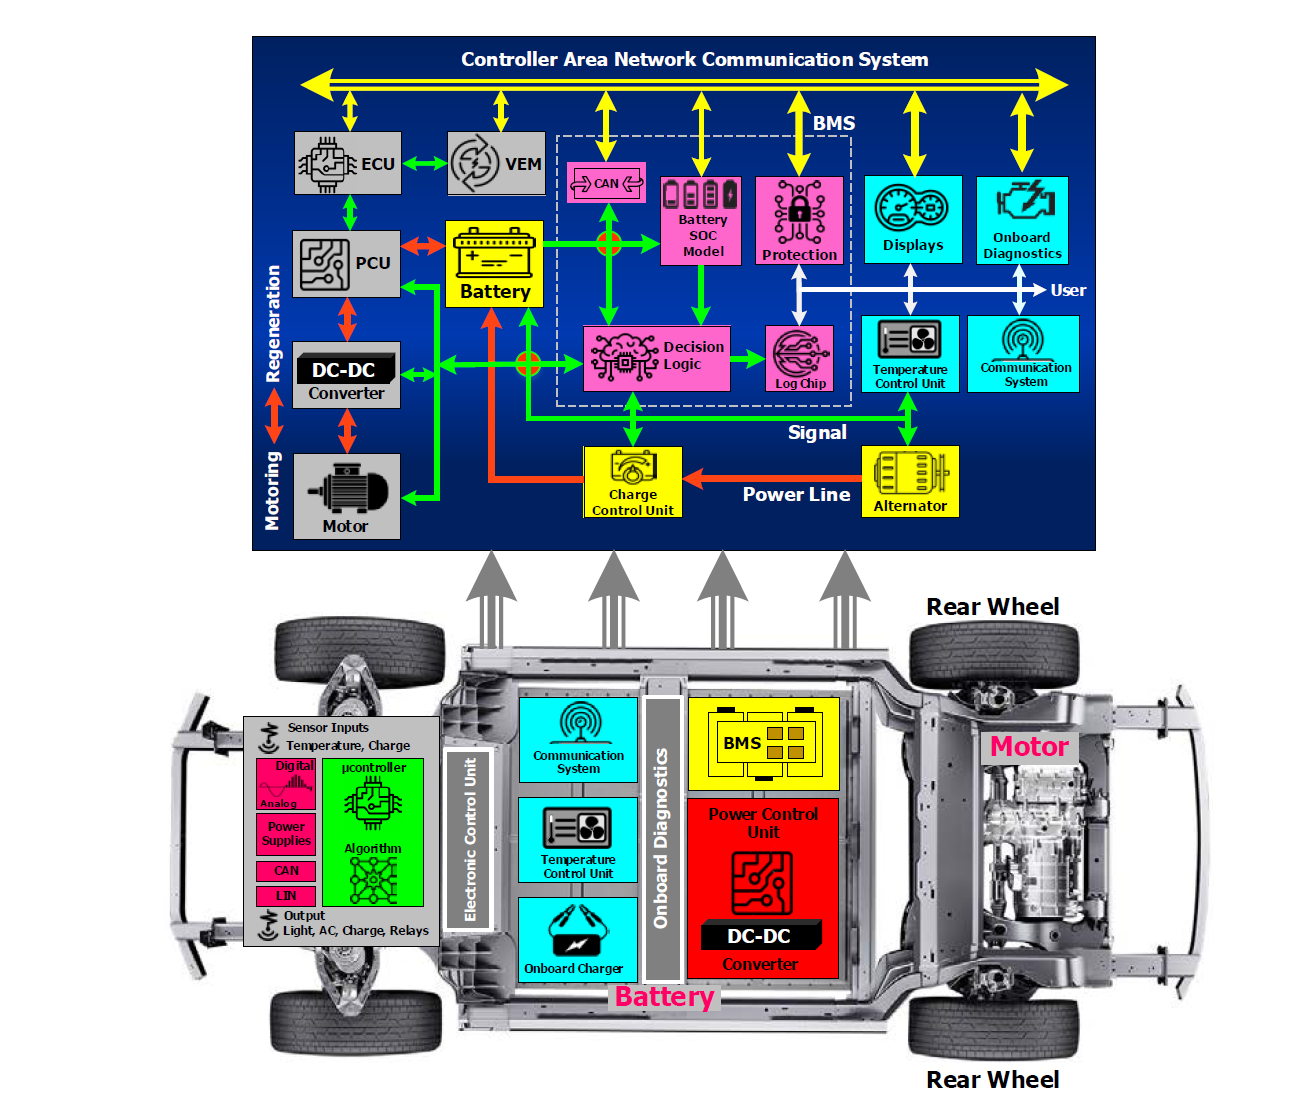 Controller Area Network Communication System
BMS
ECU
VEM
CAN
Battery
SOC
Model
Protection
Displays
Onboard
Diagnostics
PCU
Battery
User
Regeneration
DC-DC
Converter
Decision
Logic
Log Chip
Temperature
Control Unit
Communication
System
Signal
Motoring
Motor
Charge
Control Unit
Power Line
Alternator
Rear Wheel
Sensor Inputs
Temperature, Charge
Digital
Analog
Power
Supplies
CAN
LIN
µcontroller
Algorithm
Output
Light, AC, Charge, Relays
Electronic Control Unit
Communication
System
Temperature
Control Unit
Onboard Charger
Onboard Diagnostics
BMS
Power Control
Unit
DC-DC
Converter
Motor
Battery
Rear Wheel